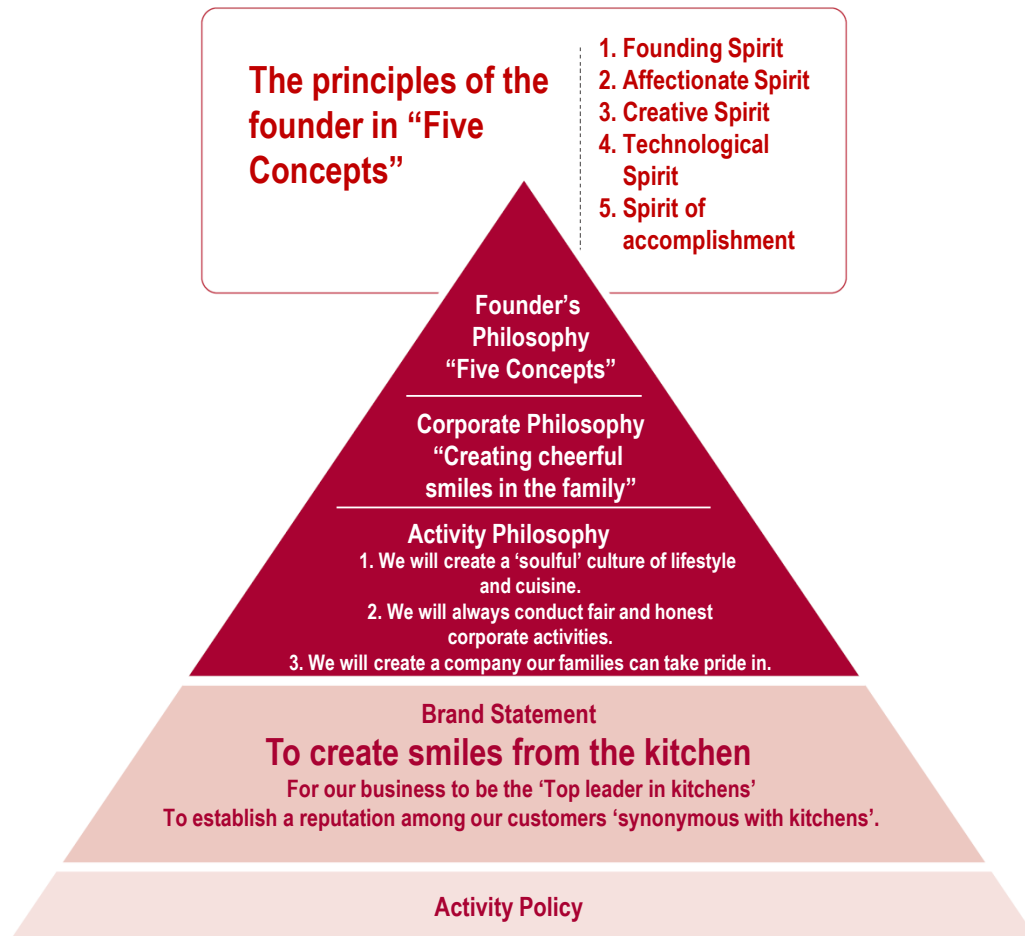 The principles of the
founder in “Five
Concepts”
1. Founding Spirit
2. Affectionate Spirit
3. Creative Spirit
4. Technological
Spirit
5. Spirit of
accomplishment
Founder’s
Philosophy
“Five Concepts”
Corporate Philosophy
“Creating cheerful
smiles in the family”
Activity Philosophy
1. We will create a ‘soulful’ culture of lifestyle
and cuisine.
2. We will always conduct fair and honest
corporate activities.
3. We will create a company our families can take pride in.
Brand Statement
To create smiles from the kitchen
For our business to be the ‘Top leader in kitchens’
To establish a reputation among our customers ‘synonymous with kitchens’.
Activity Policy